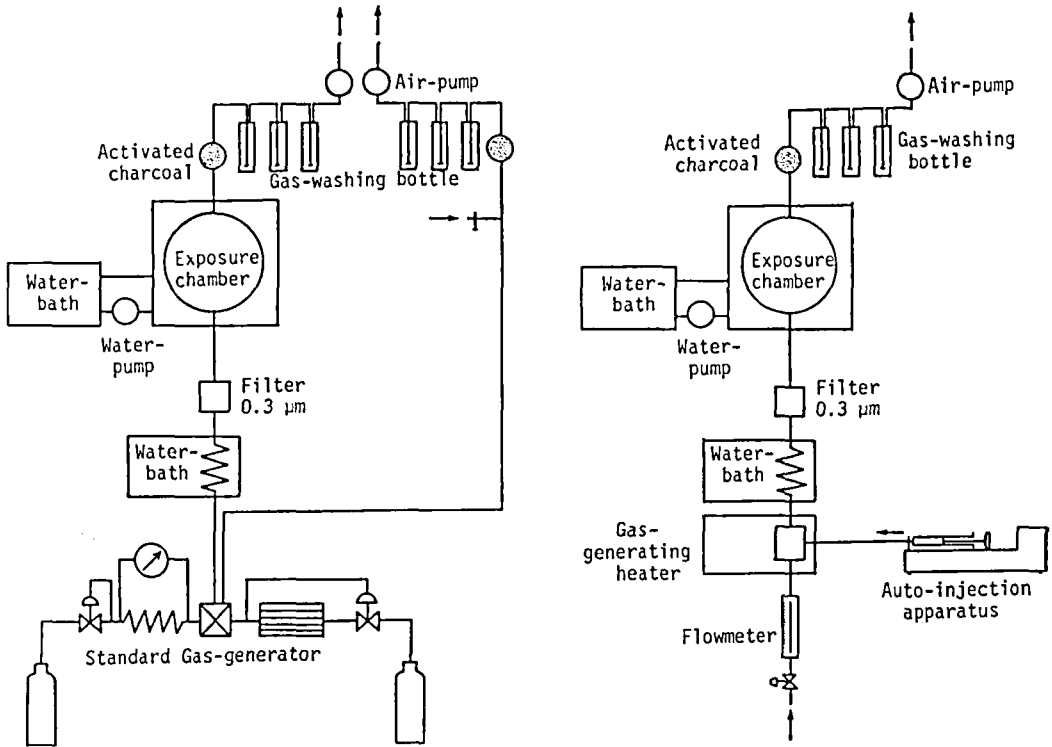 Air-pump
Activated
charcoal
Gas-washing bottle
Exposure
chamber
Water-
bath
Water-
pump
Filter
0.3 µm
Water-
bath
Standard Gas-generator
Air-pump
Activated
charcoal
Gas-washing
bottle
Exposure
chamber
Water-
bath
Water-
pump
Filter
0.3 µm
Water-
bath
Gas-
generating
heater
Auto-injection
apparatus
Flowmeter